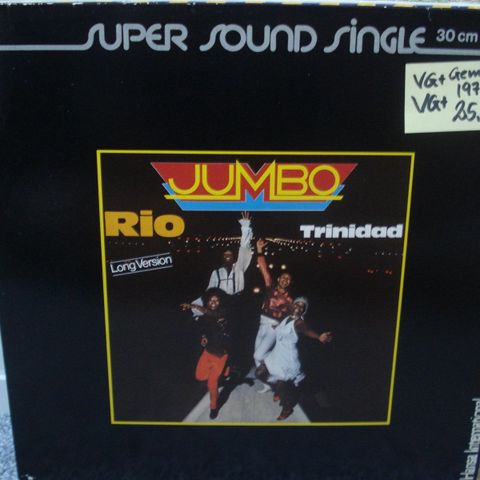 SUPER SOUND SINGLE 30 cm
VG+ Gem
197
VG+ 25.
JUMBO
Rio
Trinidad
Long Version
Hansa International